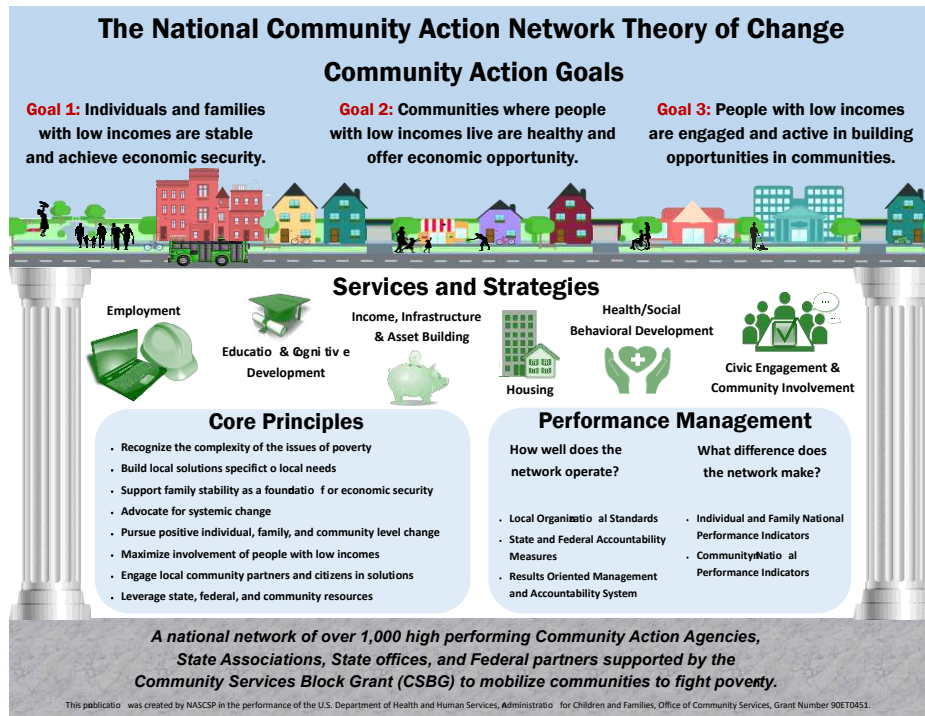 The National Community Action Network Theory of Change
Community Action Goals
Goal 1: Individuals and families
with low incomes are stable
and achieve economic security.
Goal 2: Communities where people
with low incomes live are healthy and
offer economic opportunity.
Goal 3: People with low incomes
are engaged and active in building
opportunities in communities.
Services and Strategies
Employment
Educatio & Cogni tiv e
Development
Income, Infrastructure
& Asset Building
Housing
Health/Social
Behavioral Development
Civic Engagement &
Community Involvement
Core Principles
• Recognize the complexity of the issues of poverty
• Build local solutions specifict o local needs
• Support family stability as a foundatio f or economic security
• Advocate for systemic change
• Pursue positive individual, family, and community level change
• Maximize involvement of people with low incomes
• Engage local community partners and citizens in solutions
• Leverage state, federal, and community resources
Performance Management
How well does the
network operate?
• Local Organizatio al Standards
• State and Federal Accountability
Measures
• Results Oriented Management
and Accountability System
What difference does
the network make?
• Individual and Family National
Performance Indicators
• Community Natio al
Performance Indicators
A national network of over 1,000 high performing Community Action Agencies,
State Associations, State offices, and Federal partners supported by the
Community Services Block Grant (CSBG) to mobilize communities to fight poverty.
This publicatio was created by NASCSP in the performance of the U.S. Department of Health and Human Services, Administratio for Children and Families, Office of Community Services, Grant Number 90ET0451.